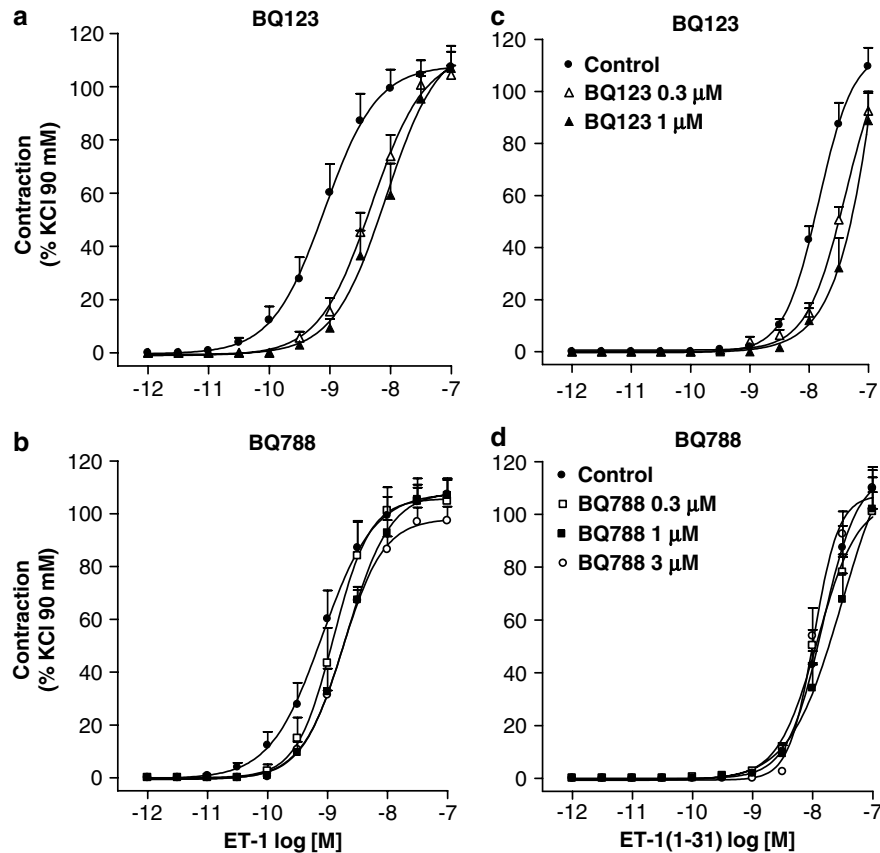 a
BQ123
120
100
80
60
40
20
0
-12 -11 -10 -9 -8 -7
Contraction
(% KCl 90 mM)
c
BQ123
120
100
80
60
40
20
0
-12 -11 -10 -9 -8 -7
Control
BQ123 0.3 μM
BQ123 1 μM
b
BQ788
120
100
80
60
40
20
0
-12 -11 -10 -9 -8 -7
Contraction
(% KCl 90 mM)
ET-1 log [M]
d
BQ788
120
100
80
60
40
20
0
-12 -11 -10 -9 -8 -7
Control
BQ788 0.3 μM
BQ788 1 μM
BQ788 3 μM
ET-1(1-31) log [M]